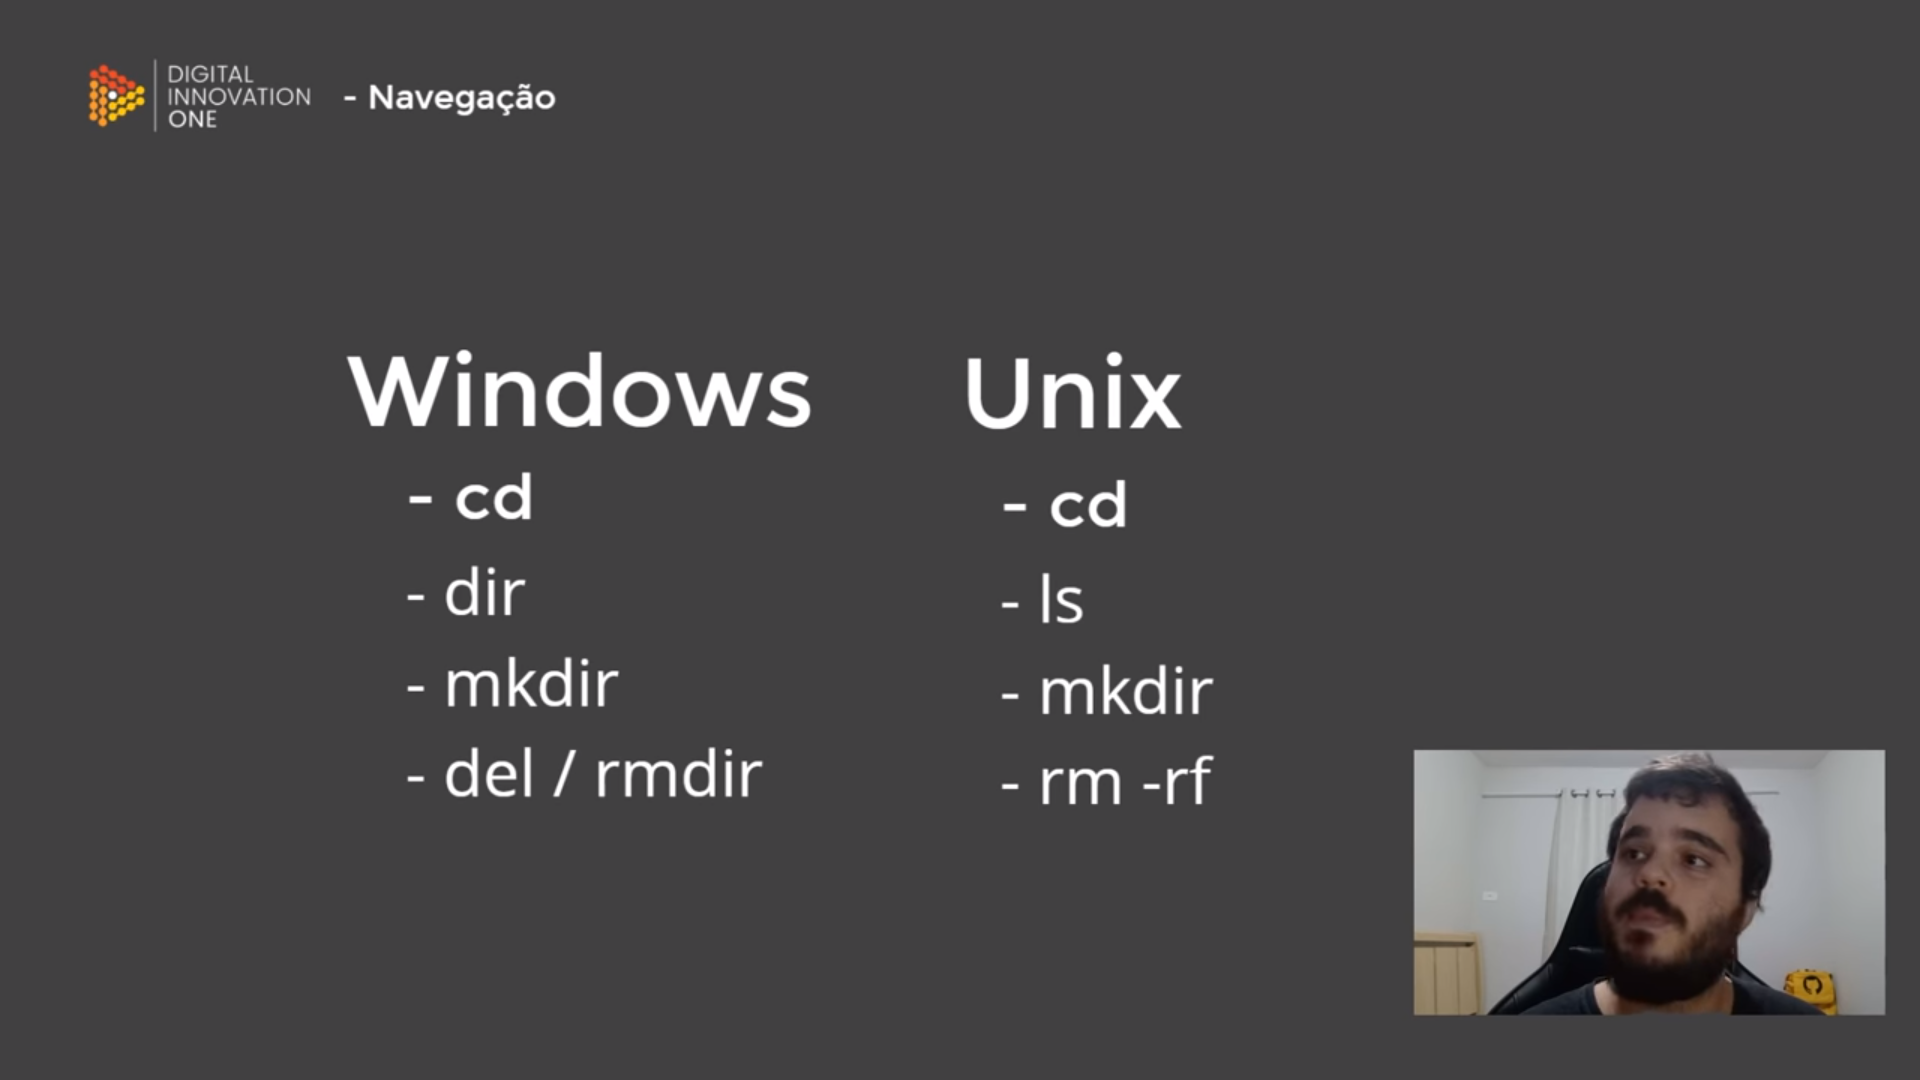 DIGITAL
INNOVATION
ONE
- Navegação
Windows
- cd
- dir
- mkdir
- del / rmdir
Unix
- cd
- ls
- mkdir
- rm -rf